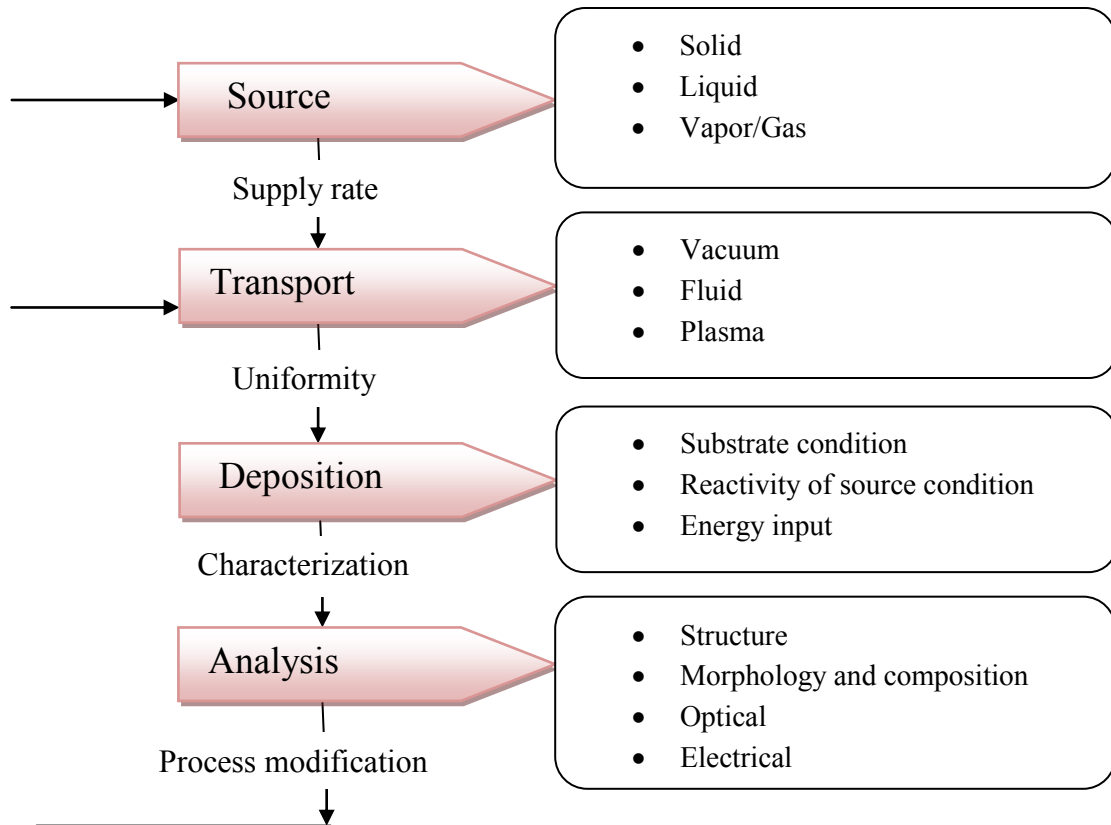 Source
• Solid
• Liquid
• Vapor/Gas
Supply rate
Transport
• Vacuum
• Fluid
• Plasma
Uniformity
Deposition
• Substrate condition
• Reactivity of source condition
• Energy input
Characterization
Analysis
• Structure
• Morphology and composition
• Optical
• Electrical
Process modification